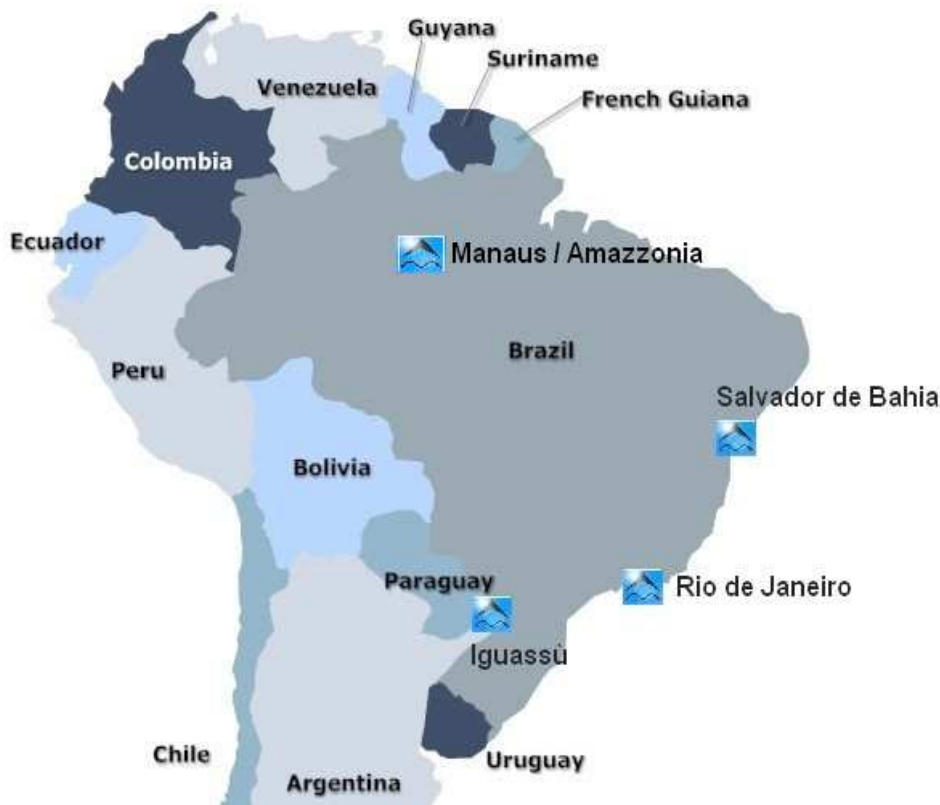 Guyana
Suriname
Venezuela
French Guiana
Colombia
Ecuador
Manaus / Amazzonia
Brazil
Peru
Salvador de Bahia
Bolivia
Paraguay
Rio de Janeiro
Iguassù
Chile
Uruguay
Argentina